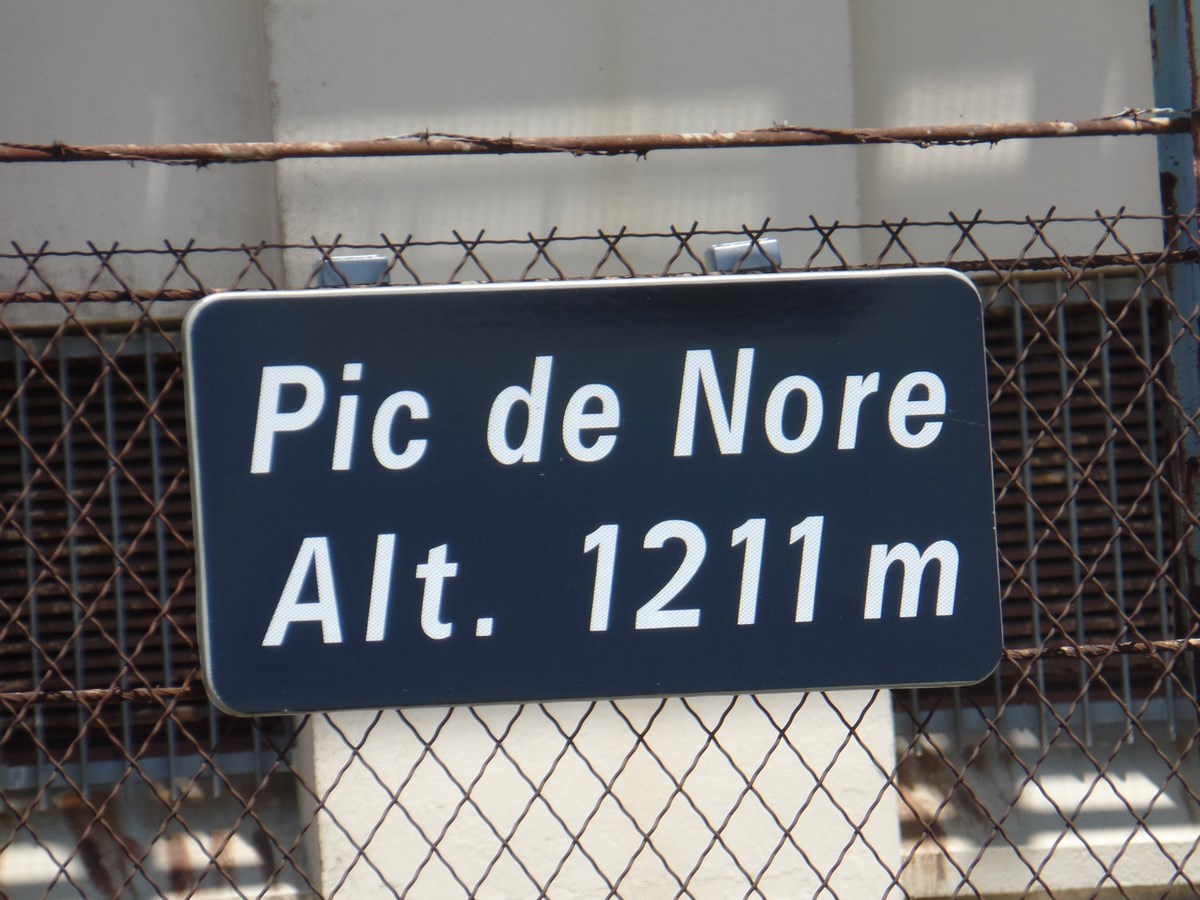 Pic de Nore
Alt. 1211 m